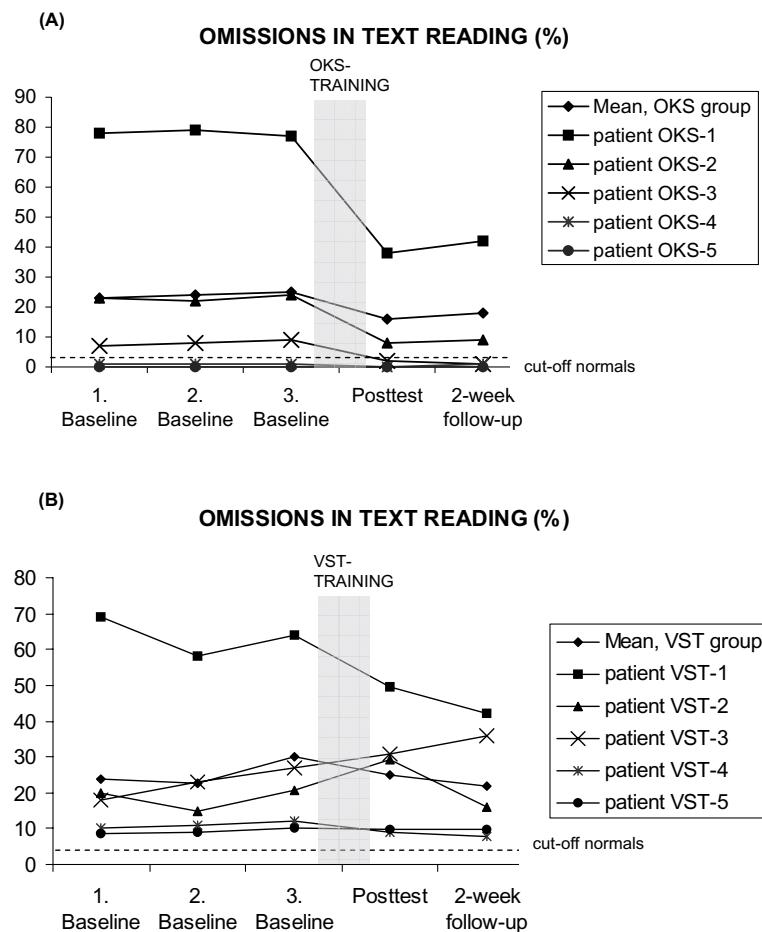 (A)
OMISSIONS IN TEXT READING (%)
OKS-
TRAINING
90
80
70
60
50
40
30
20
10
0
Mean, OKS group
patient OKS-1
patient OKS-2
patient OKS-3
patient OKS-4
patient OKS-5
cut-off normals
1. 2. 3. Posttest 2-week
Baseline Baseline Baseline follow-up
(B)
OMISSIONS IN TEXT READING (%)
VST-
TRAINING
80
70
60
50
40
30
20
10
0
Mean, VST group
patient VST-1
patient VST-2
patient VST-3
patient VST-4
patient VST-5
cut-off normals
1. 2. 3. Posttest 2-week
Baseline Baseline Baseline follow-up